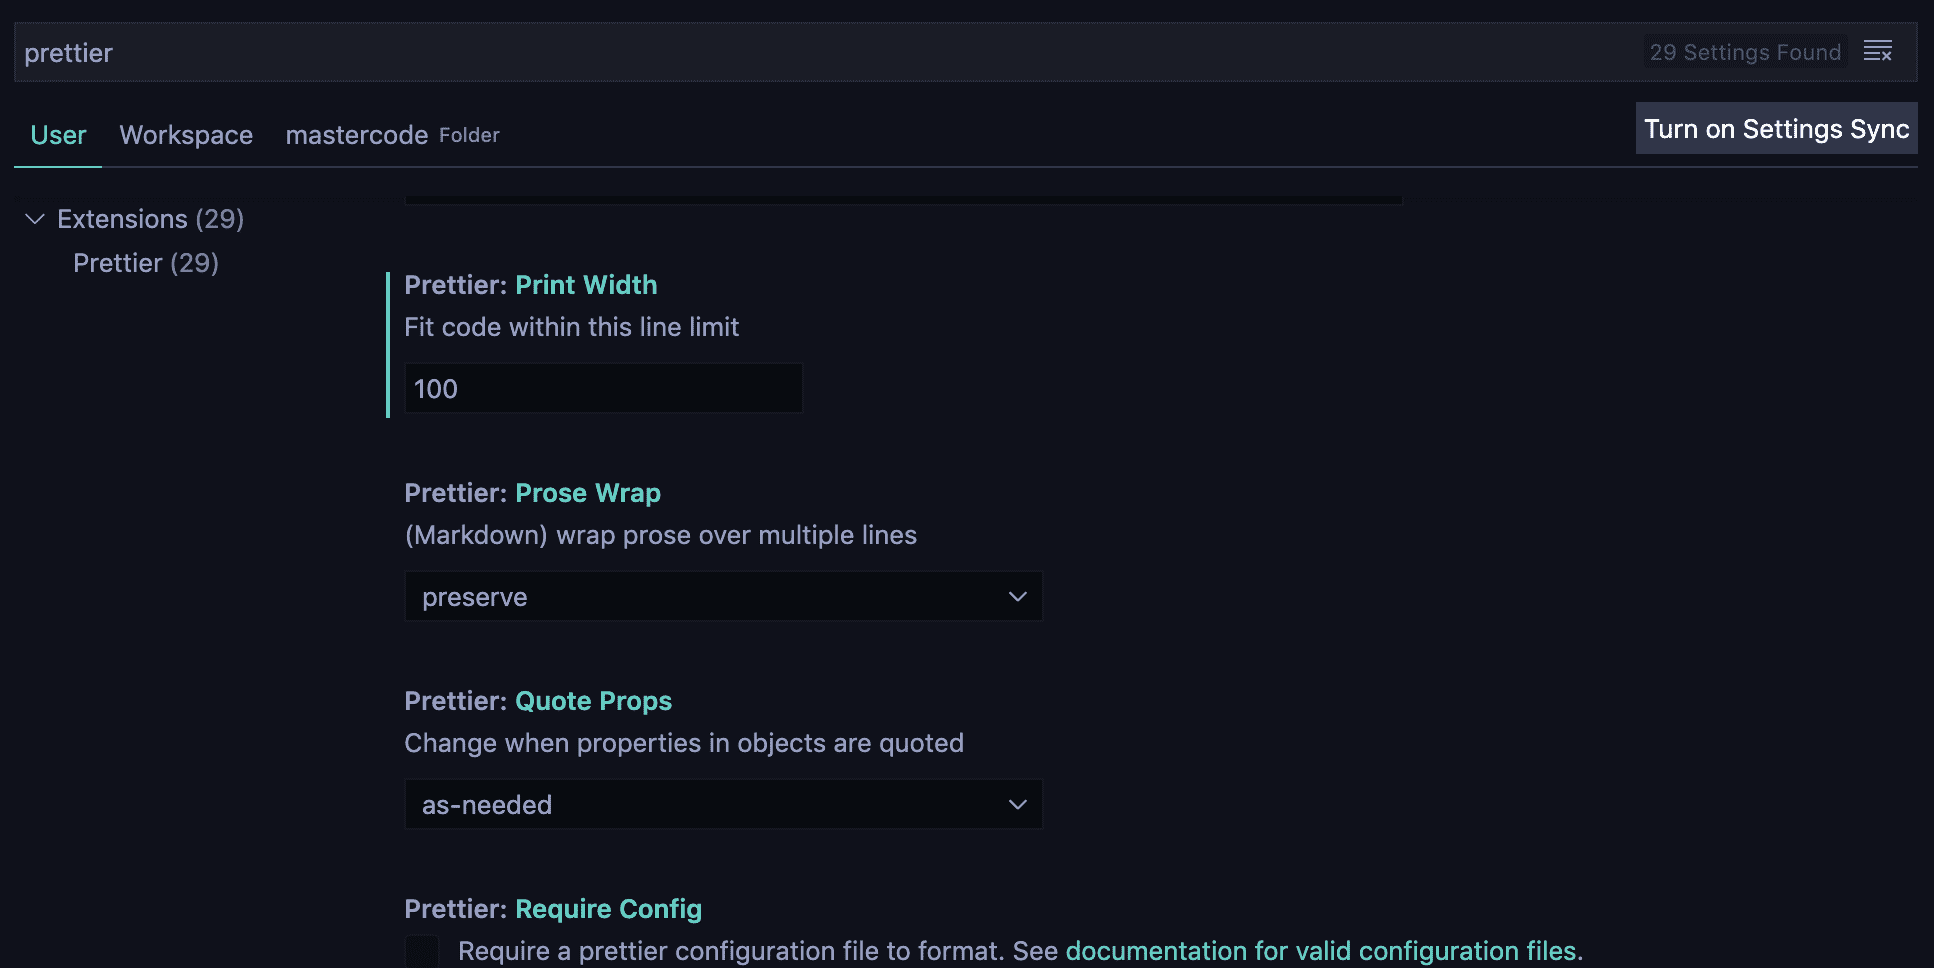 prettier
29 Settings Found
User Workspace mastercode Folder
Turn on Settings Sync
Extensions (29)
Prettier (29)
Prettier: Print Width
Fit code within this line limit
100
Prettier: Prose Wrap
(Markdown) wrap prose over multiple lines
preserve
Prettier: Quote Props
Change when properties in objects are quoted
as-needed
Prettier: Require Config
Require a prettier configuration file to format. See documentation for valid configuration files.